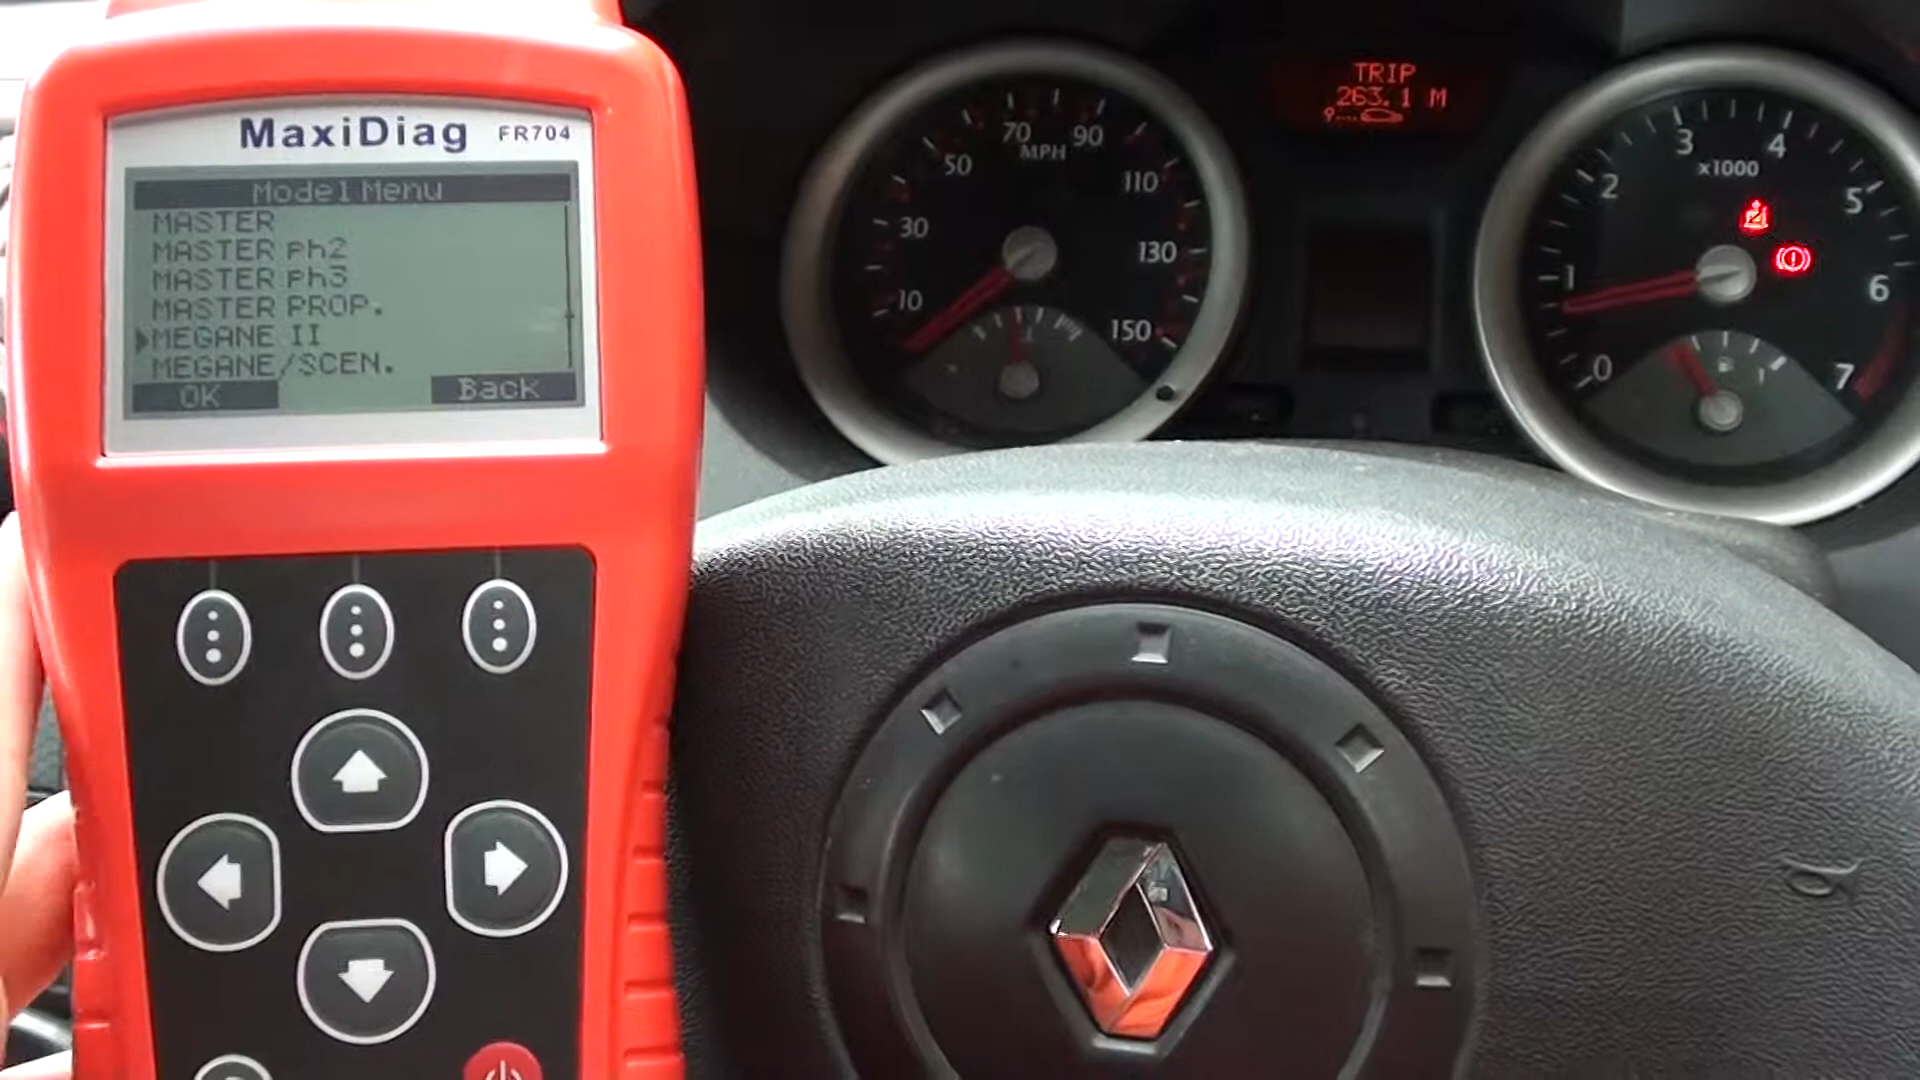 MaxiDiag FR704
Model Menu
MASTER
MASTER ph2
MASTER ph3
MASTER PROP.
MEGANE II
MEGANE/SCEN.
OK Back
10
30
50
70
90
110
130
150
MPH
TRIP
263.1 M
0
1
2
3
4
5
6
7
x1000